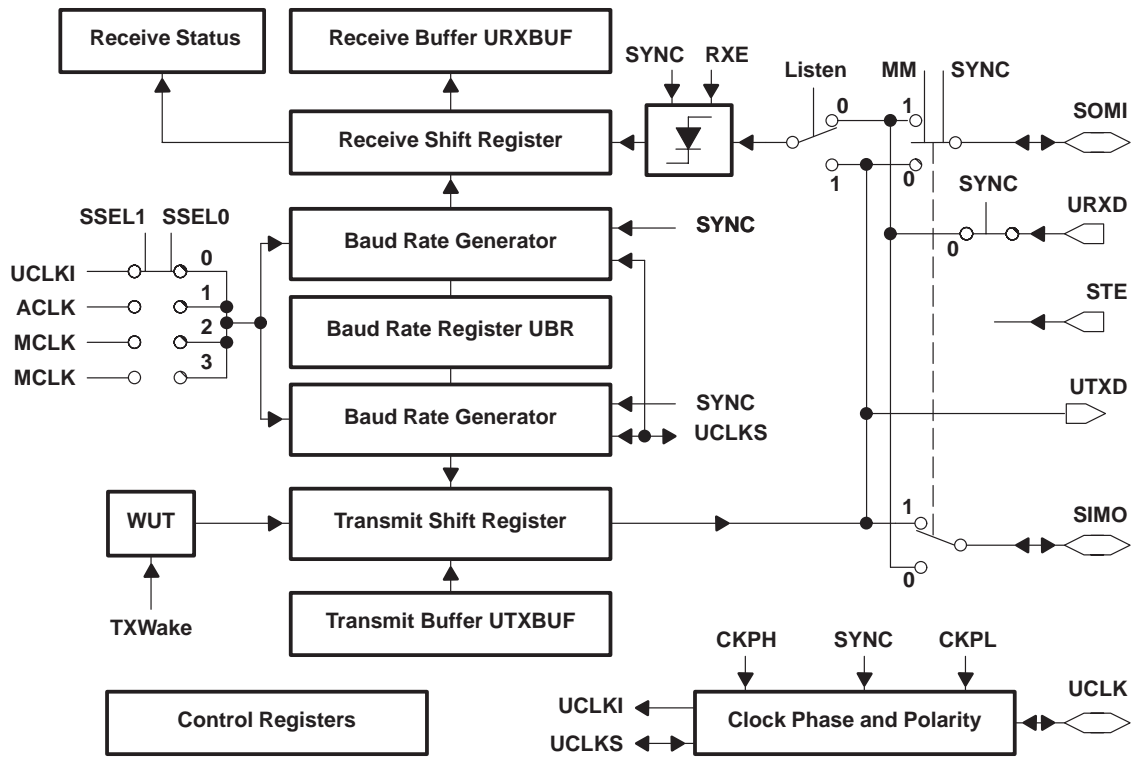 Receive Status
Receive Buffer URXBUF
SYNC RXE
Listen
MM
SYNC
0
1
SOMI
Receive Shift Register
1
0
SYNC
URXD
0
SSEL1 SSEL0
Baud Rate Generator
SYNC
UCLKI
0
ACLK
1
STE
MCLK
2
Baud Rate Register UBR
MCLK
3
Baud Rate Generator
SYNC
UCLKS
UTXD
WUT
Transmit Shift Register
1
SIMO
0
TXWake
Transmit Buffer UTXBUF
CKPH
SYNC
CKPL
UCLK
Control Registers
UCLKI
Clock Phase and Polarity
UCLKS